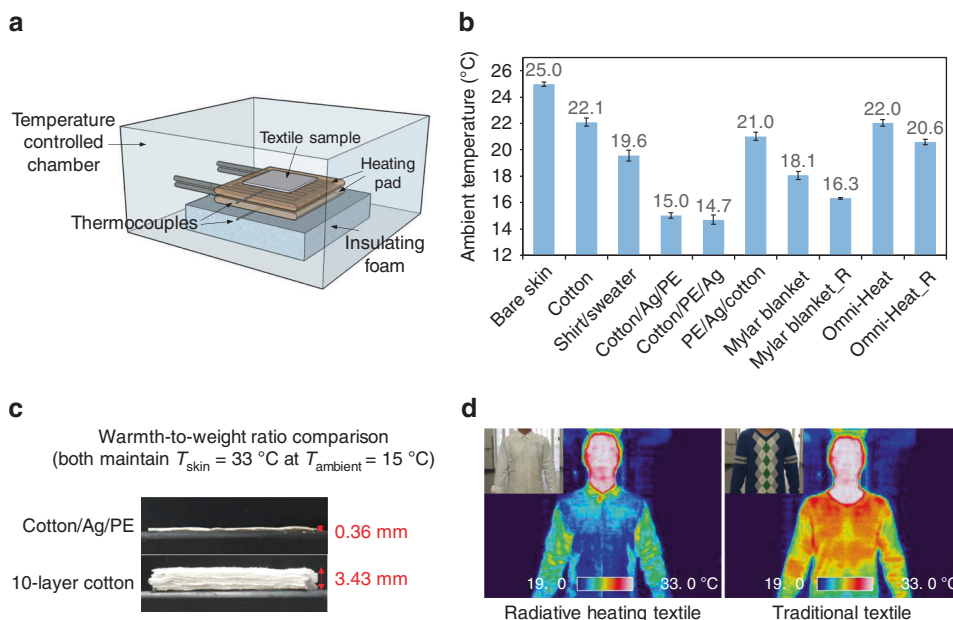 a
Temperature
controlled
chamber
Textile sample
Heating
pad
Thermocouples
Insulating
foam
b
Ambient temperature (°C)
26
24
22
20
18
16
14
12
25.0
22.1
19.6
15.0
14.7
21.0
18.1
16.3
22.0
20.6
Bare skin
Cotton
Shirt/sweater
Cotton/Ag/PE
Cotton/PE/Ag
PE/Ag/cotton
Mylar blanket
Mylar blanket_R
Omni-Heat
Omni-Heat_R
c
Warmth-to-weight ratio comparison
(both maintain Tskin = 33 °C at Tambient = 15 °C)
Cotton/Ag/PE
0.36 mm
10-layer cotton
3.43 mm
d
19. 0
33. 0 °C
Radiative heating textile
19. 0
33. 0 °C
Traditional textile